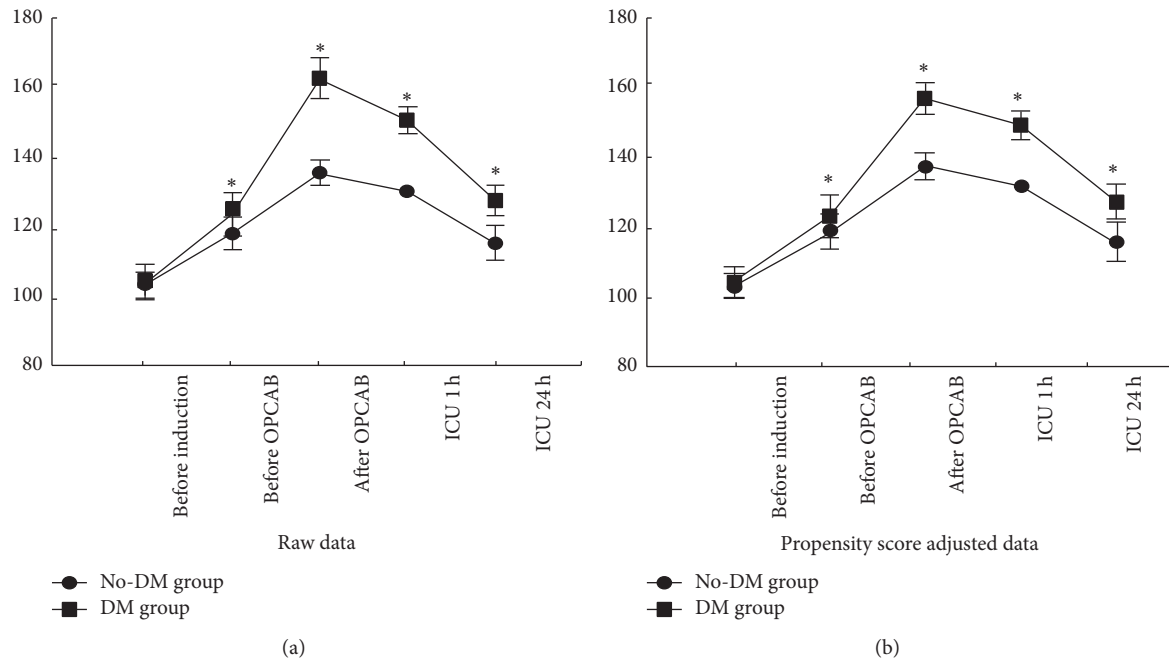 180
160
140
120
100
80
*
*
*
*
Before induction
Before OPCAB
After OPCAB
ICU 1 h
ICU 24 h
Raw data
No-DM group
DM group
(a)
180
160
140
120
100
80
*
*
*
*
Before induction
Before OPCAB
After OPCAB
ICU 1 h
ICU 24 h
Propensity score adjusted data
No-DM group
DM group
(b)